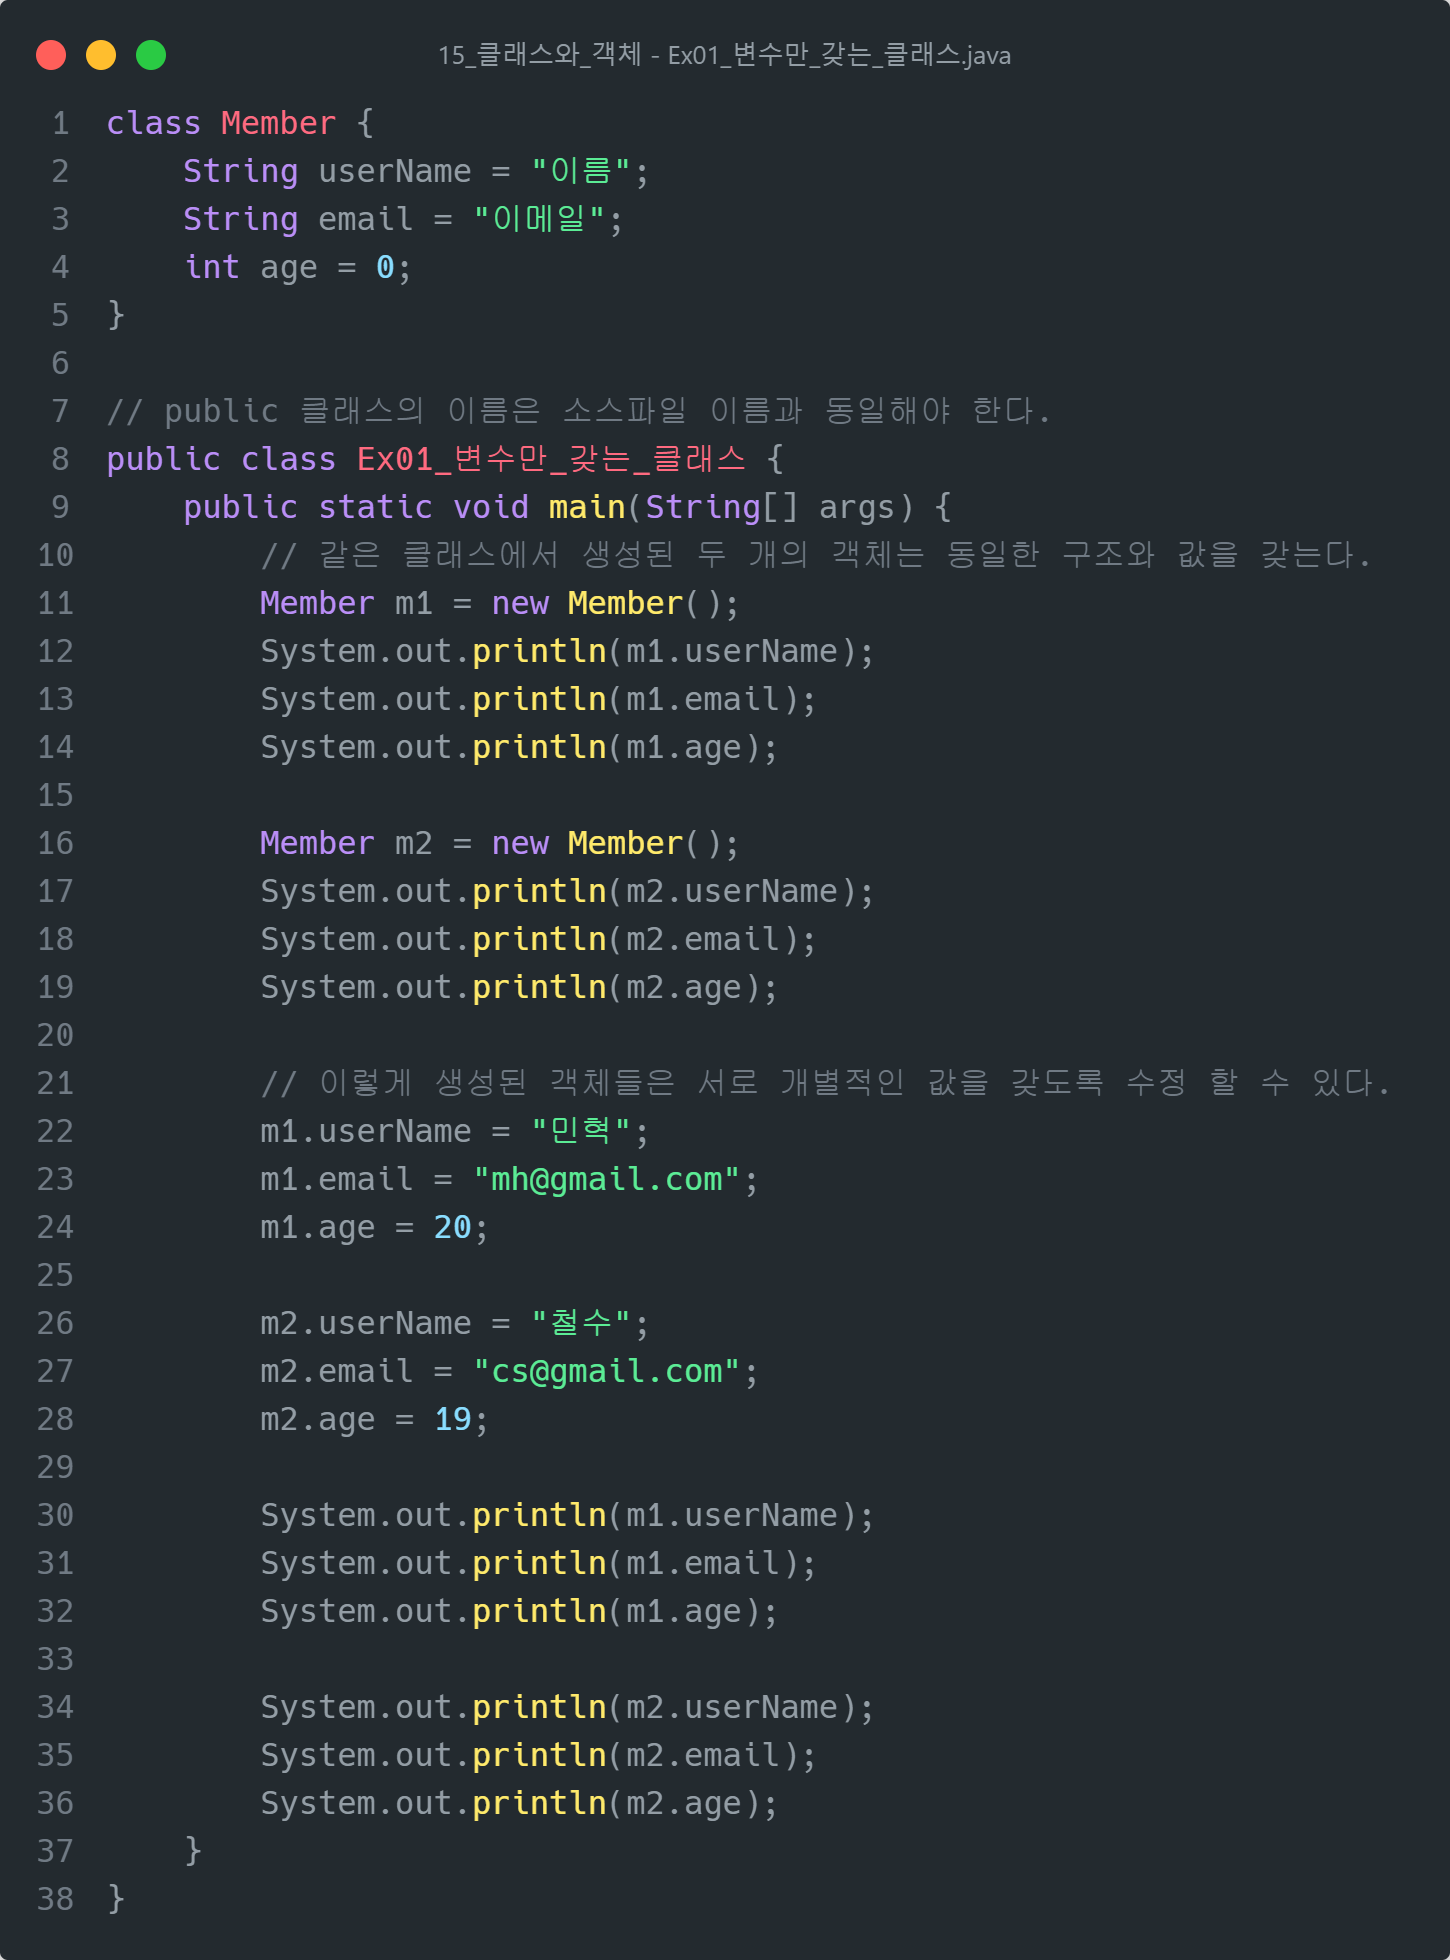 15_클래스와_객체 - Ex01_변수만_갖는_클래스.java
1 class Member {
2     String userName = "이름";
3     String email = "이메일";
4     int age = 0;
5 }
6
7 // public 클래스의 이름은 소스파일 이름과 동일해야 한다.
8 public class Ex01_변수만_갖는_클래스 {
9     public static void main(String[] args) {
10         // 같은 클래스에서 생성된 두 개의 객체는 동일한 구조와 값을 갖는다.
11         Member m1 = new Member();
12         System.out.println(m1.userName);
13         System.out.println(m1.email);
14         System.out.println(m1.age);
15
16         Member m2 = new Member();
17         System.out.println(m2.userName);
18         System.out.println(m2.email);
19         System.out.println(m2.age);
20
21         // 이렇게 생성된 객체들은 서로 개별적인 값을 갖도록 수정 할 수 있다.
22         m1.userName = "민혁";
23         m1.email = "mh@gmail.com";
24         m1.age = 20;
25
26         m2.userName = "철수";
27         m2.email = "cs@gmail.com";
28         m2.age = 19;
29
30         System.out.println(m1.userName);
31         System.out.println(m1.email);
32         System.out.println(m1.age);
33
34         System.out.println(m2.userName);
35         System.out.println(m2.email);
36         System.out.println(m2.age);
37     }
38 }